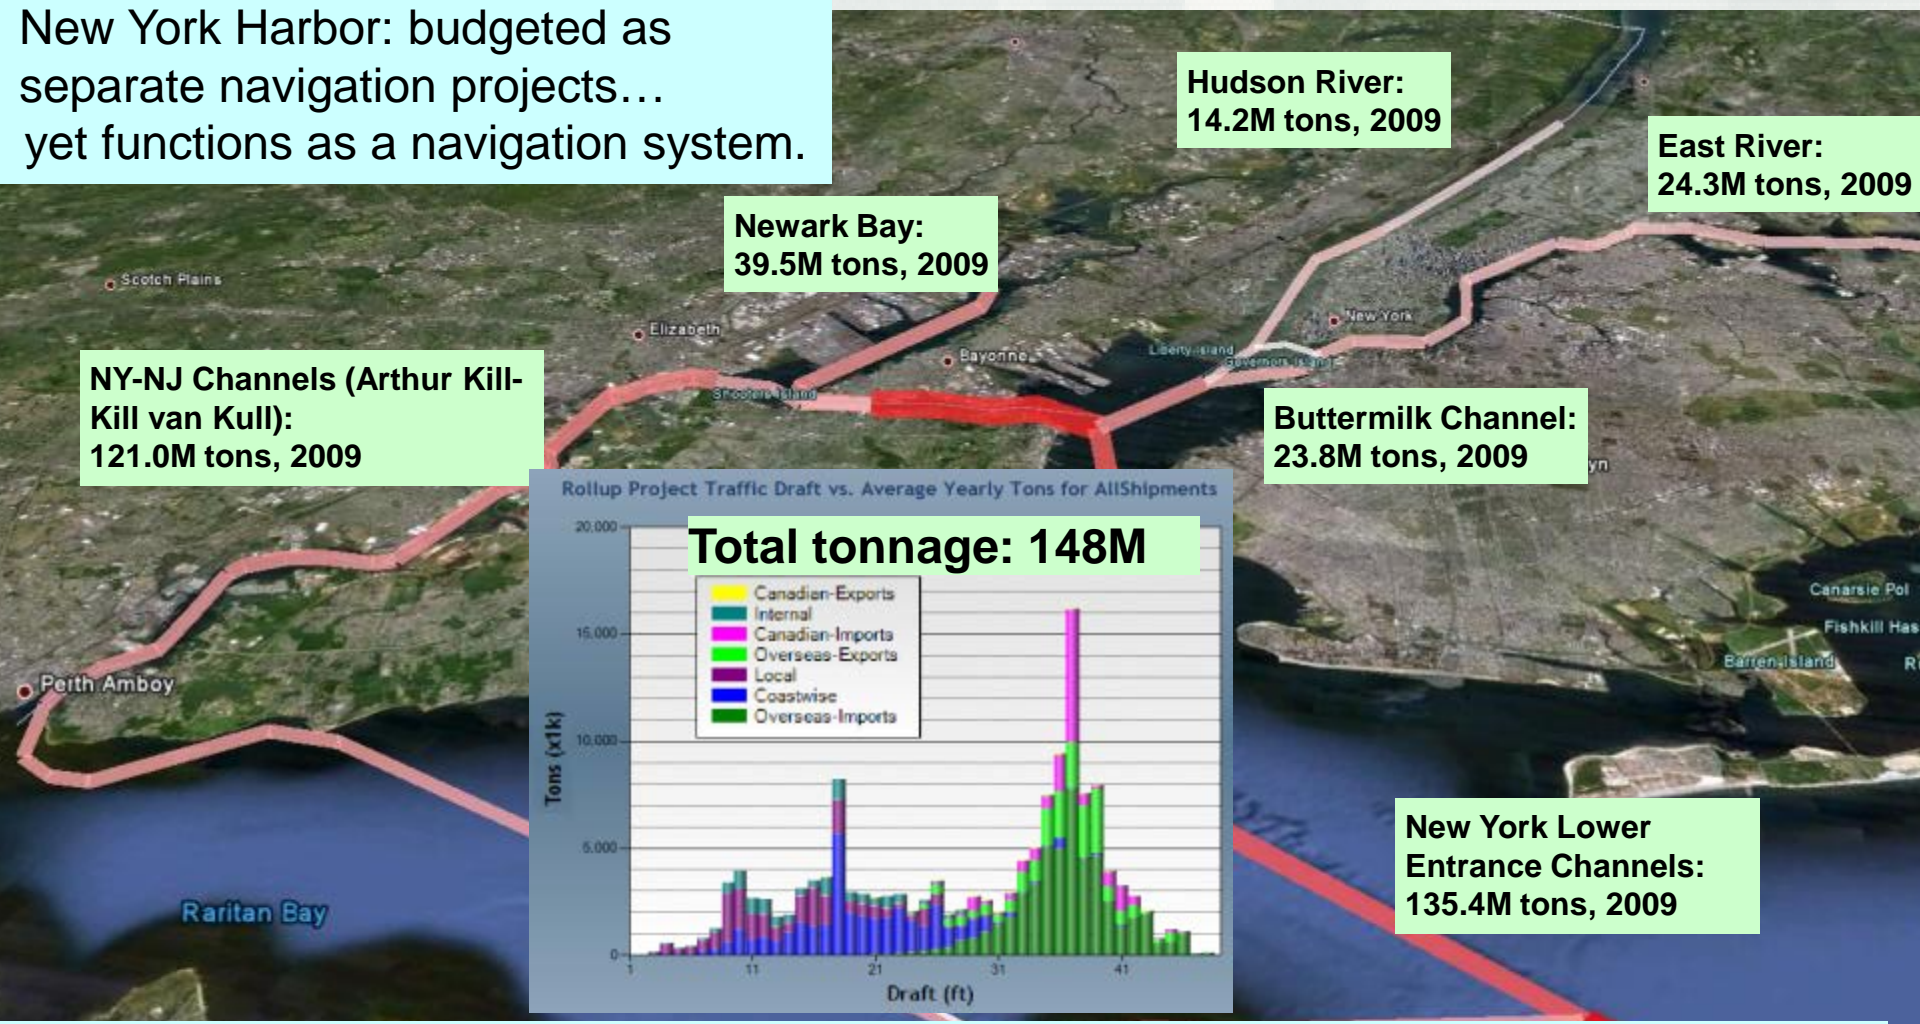 New York Harbor: budgeted as
separate navigation projects…
yet functions as a navigation system.
Hudson River:
14.2M tons, 2009
East River:
24.3M tons, 2009
Newark Bay:
39.5M tons, 2009
Scotch Plains
Elizabeth
New York
Bayonne
Liberty Island
Governors Island
Shooters Island
NY-NJ Channels (Arthur Kill-
Kill van Kull):
121.0M tons, 2009
Buttermilk Channel:
23.8M tons, 2009
yn
Rollup Project Traffic Draft vs. Average Yearly Tons for AllShipments
Total tonnage: 148M
20,000
15,000
10,000
5,000
0
Tons (x1k)
Canadian-Exports
Internal
Canadian-Imports
Overseas-Exports
Local
Coastwise
Overseas-Imports
1 11 21 31 41
Draft (ft)
Canarsie Pol
Fishkill Has
Barren Island
Ri
Perth Amboy
Raritan Bay
New York Lower
Entrance Channels:
135.4M tons, 2009